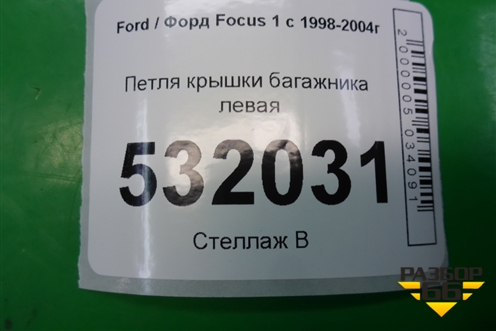 Ford / Форд Focus 1 с 1998-2004г
Петля крышки багажника
левая
532031
Стеллаж В
2000005034091
РАЗБОР
66